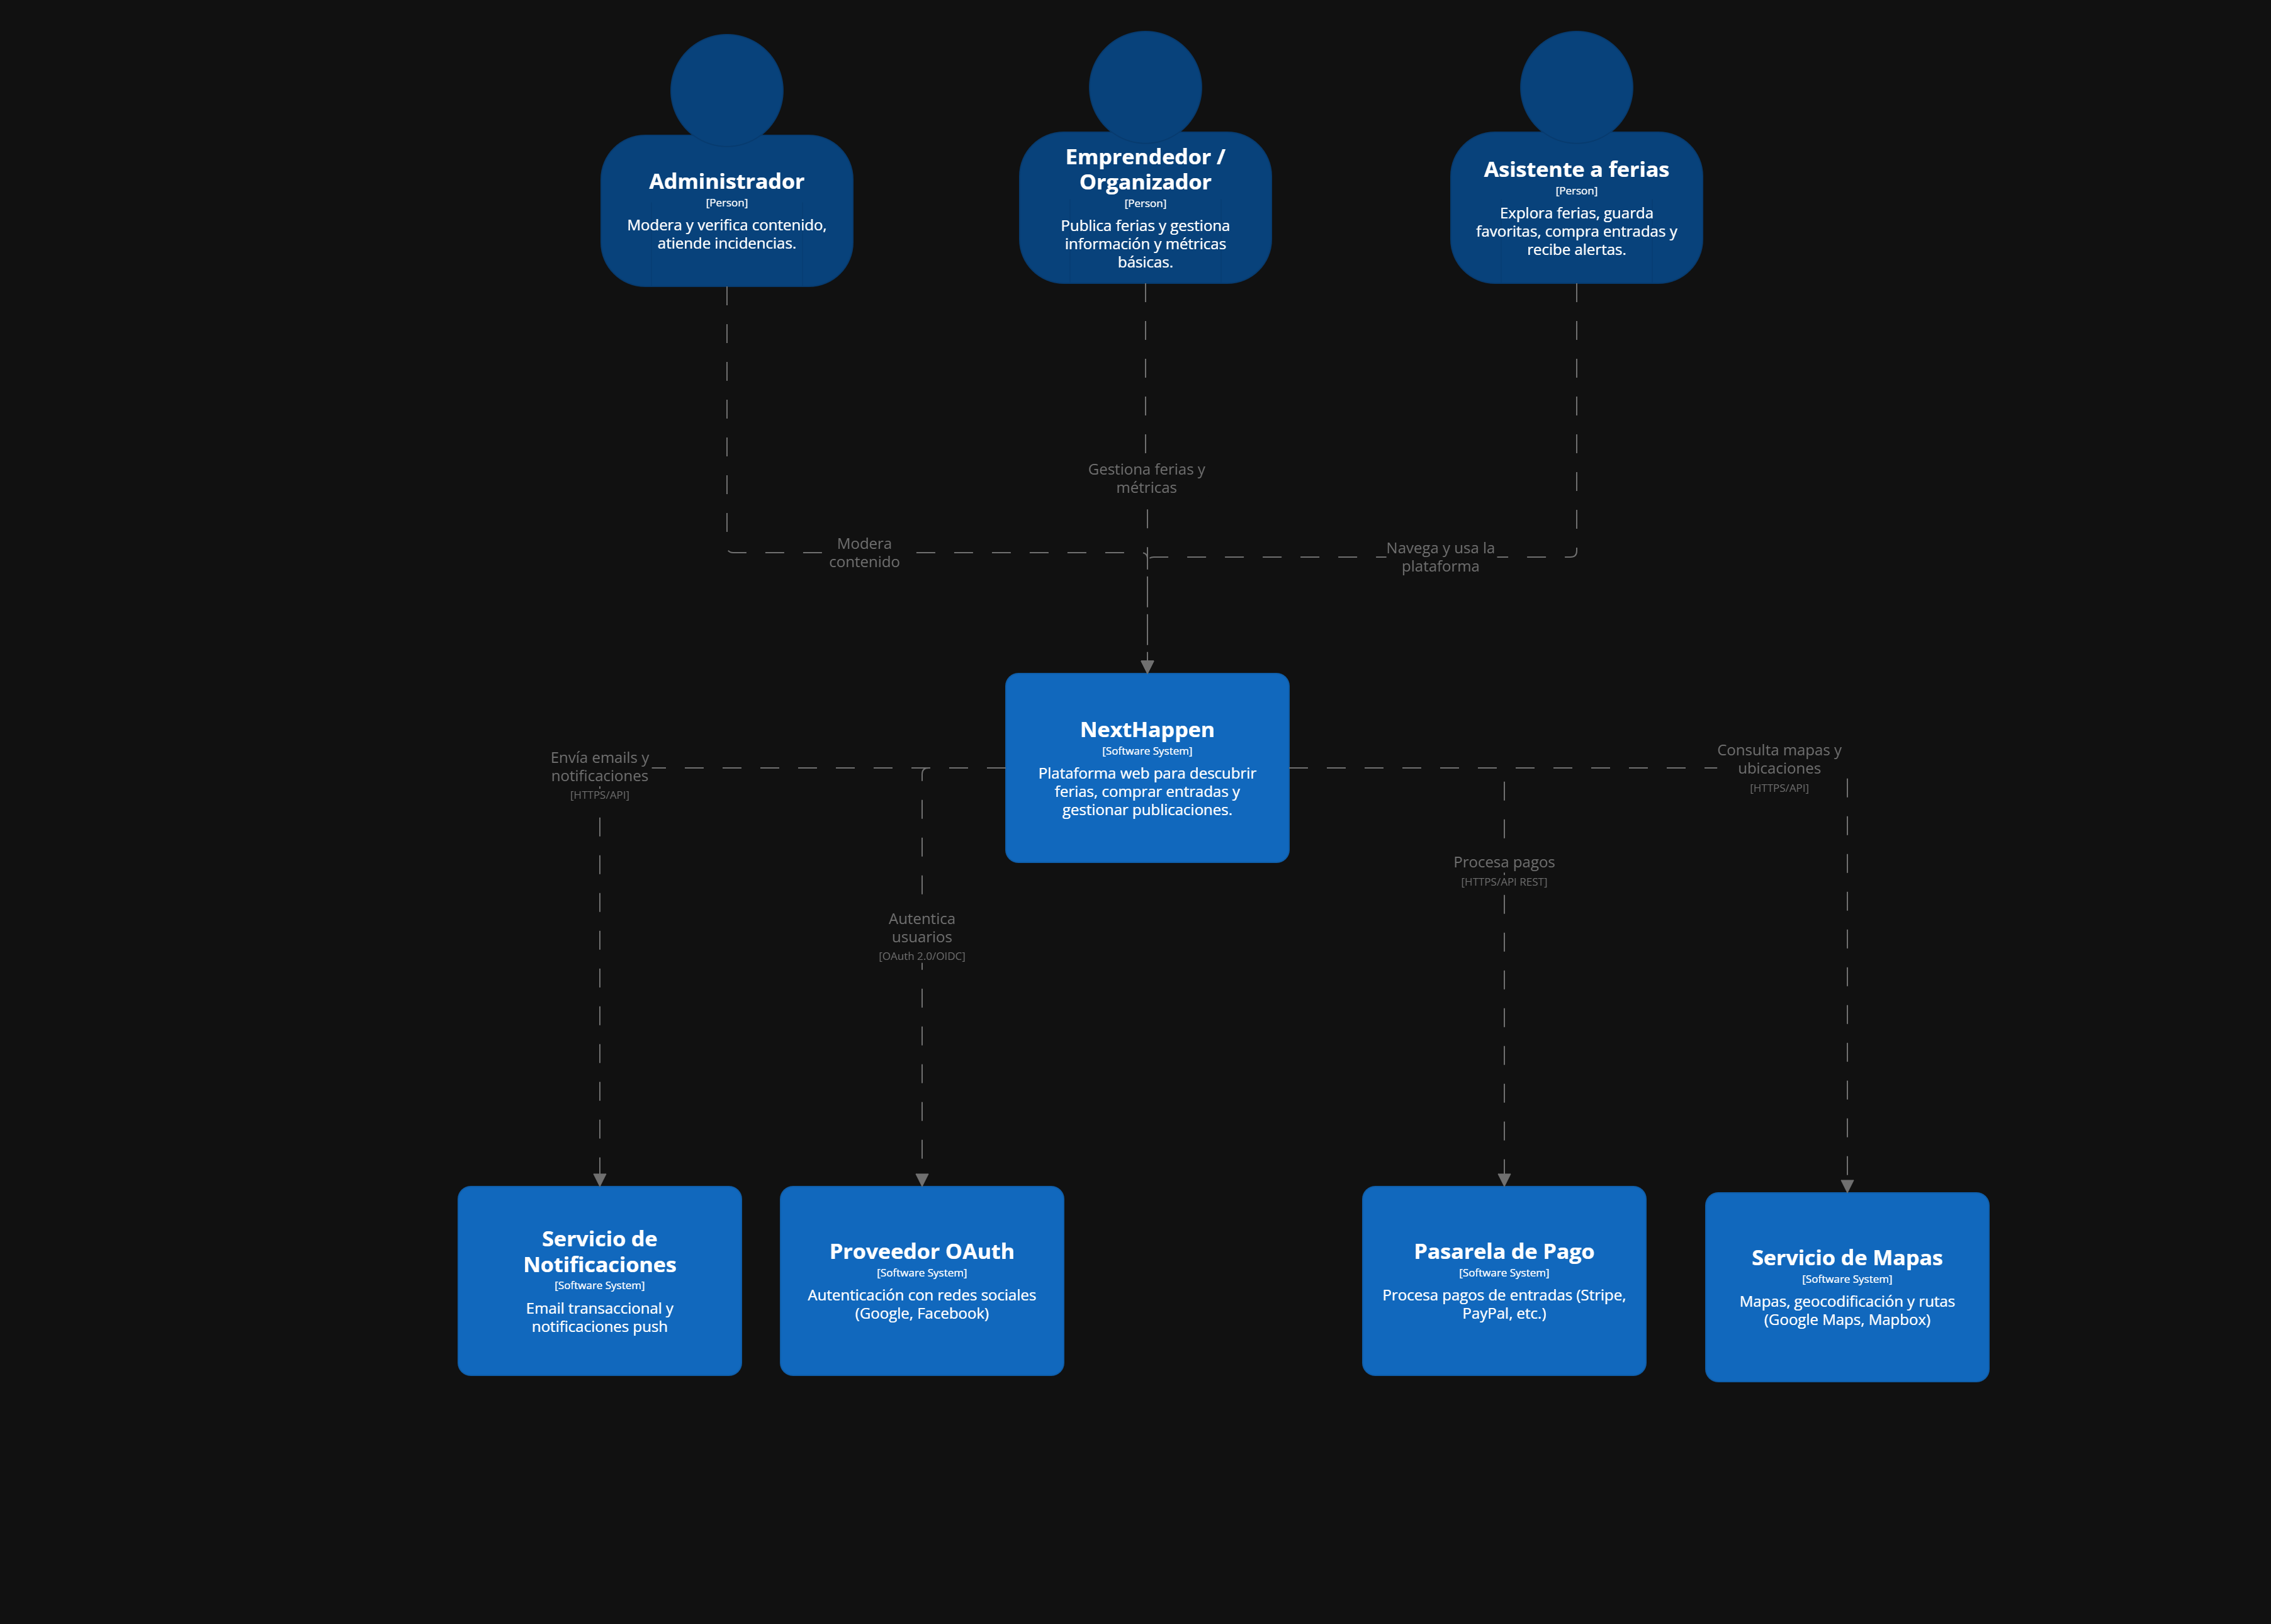 Administrador
[Person]
Modera y verifica contenido,
atiende incidencias.
Emprendedor /
Organizador
[Person]
Publica ferias y gestiona
información y métricas
básicas.
Asistente a ferias
[Person]
Explora ferias, guarda
favoritas, compra entradas y
recibe alertas.
Gestiona ferias y
métricas
Modera
contenido
Navega y usa la
plataforma
NextHappen
[Software System]
Plataforma web para descubrir
ferias, comprar entradas y
gestionar publicaciones.
Envía emails y
notificaciones
[HTTPS/API]
Consulta mapas y
ubicaciones
[HTTPS/API]
Procesa pagos
[HTTPS/API REST]
Autentica
usuarios
[OAuth 2.0/OIDC]
Servicio de
Notificaciones
[Software System]
Email transaccional y
notificaciones push
Proveedor OAuth
[Software System]
Autenticación con redes sociales
(Google, Facebook)
Pasarela de Pago
[Software System]
Procesa pagos de entradas (Stripe,
PayPal, etc.)
Servicio de Mapas
[Software System]
Mapas, geocodificación y rutas
(Google Maps, Mapbox)